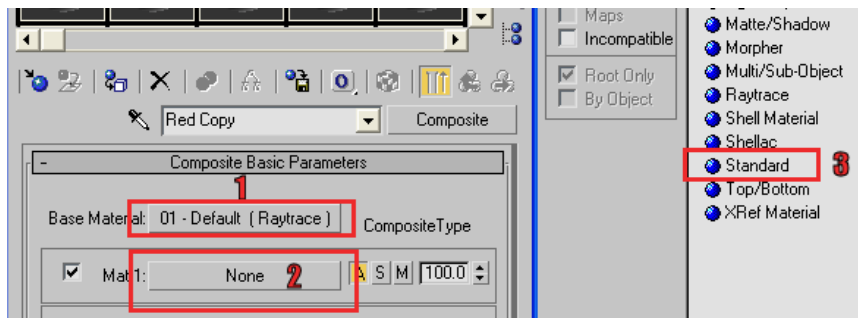 Red Copy
Composite
- Composite Basic Parameters
1
Base Material: 01 - Default ( Raytrace )
CompositeType
Mat 1: None 2 A S M 100.0
Maps
Incompatible
Root Only
By Object
Matte/Shadow
Morpher
Multi/Sub-Object
Raytrace
Shell Material
Shellac
Standard 3
Top/Bottom
XRef Material